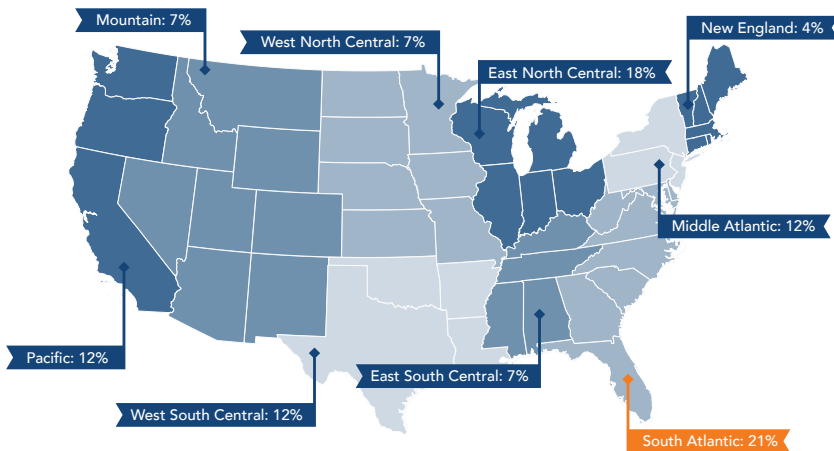 Mountain: 7%
New England: 4%
West North Central: 7%
East North Central: 18%
Middle Atlantic: 12%
Pacific: 12%
East South Central: 7%
West South Central: 12%
South Atlantic: 21%